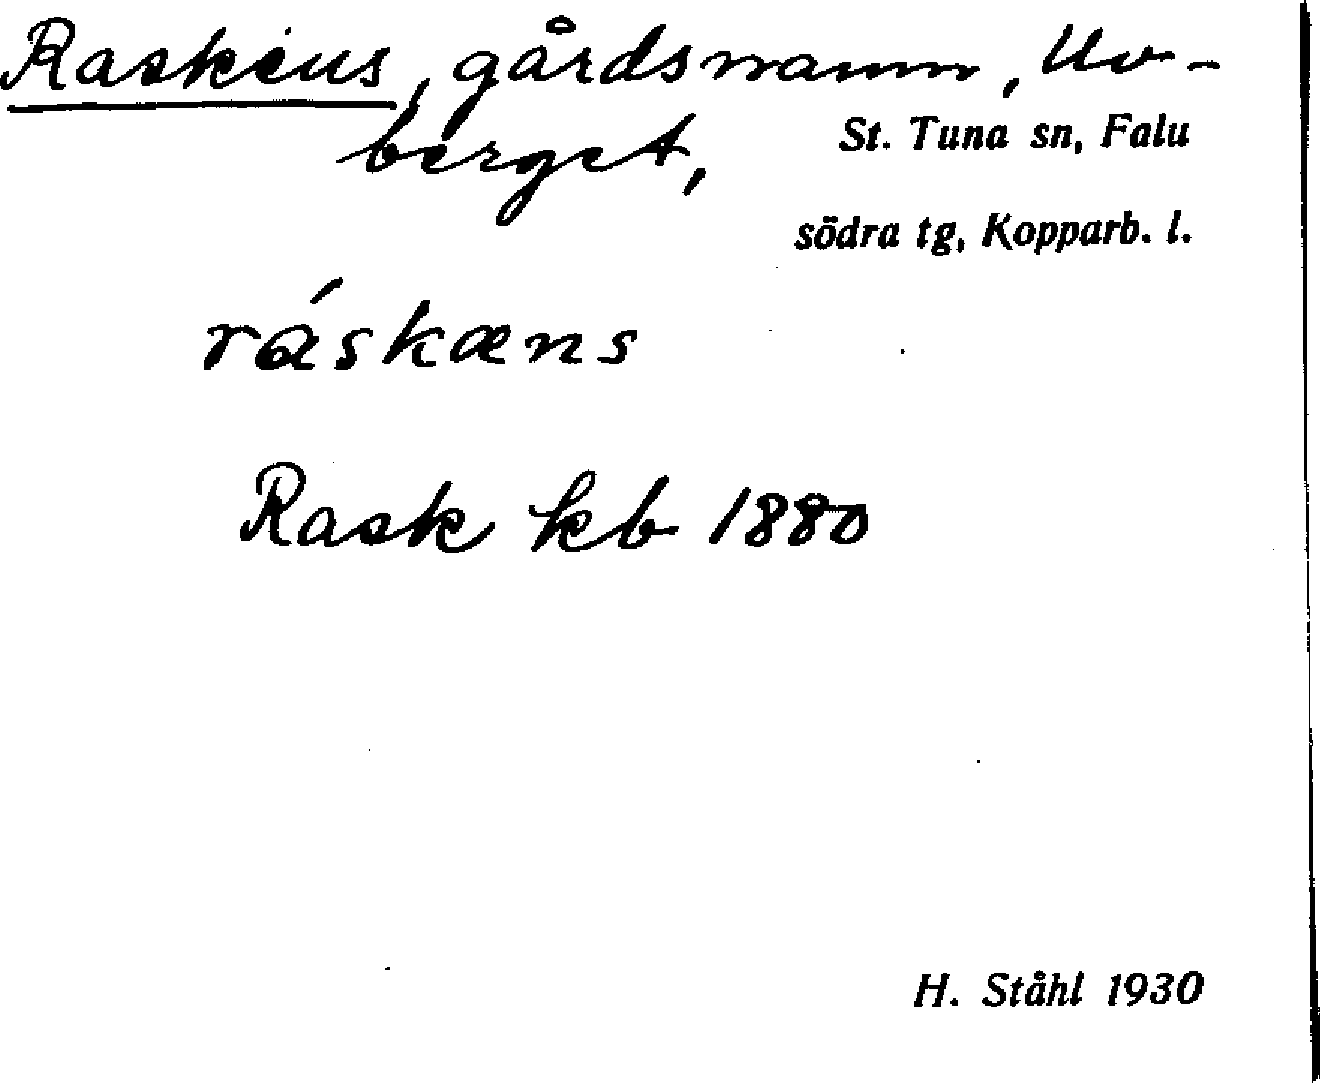 Raskens, gårdsnamn, Uv-
berget,
St. Tuna sn, Falu
södra tg, Kopparb. l.
ráskæns
Rask kb 1880
H. Ståhl 1930